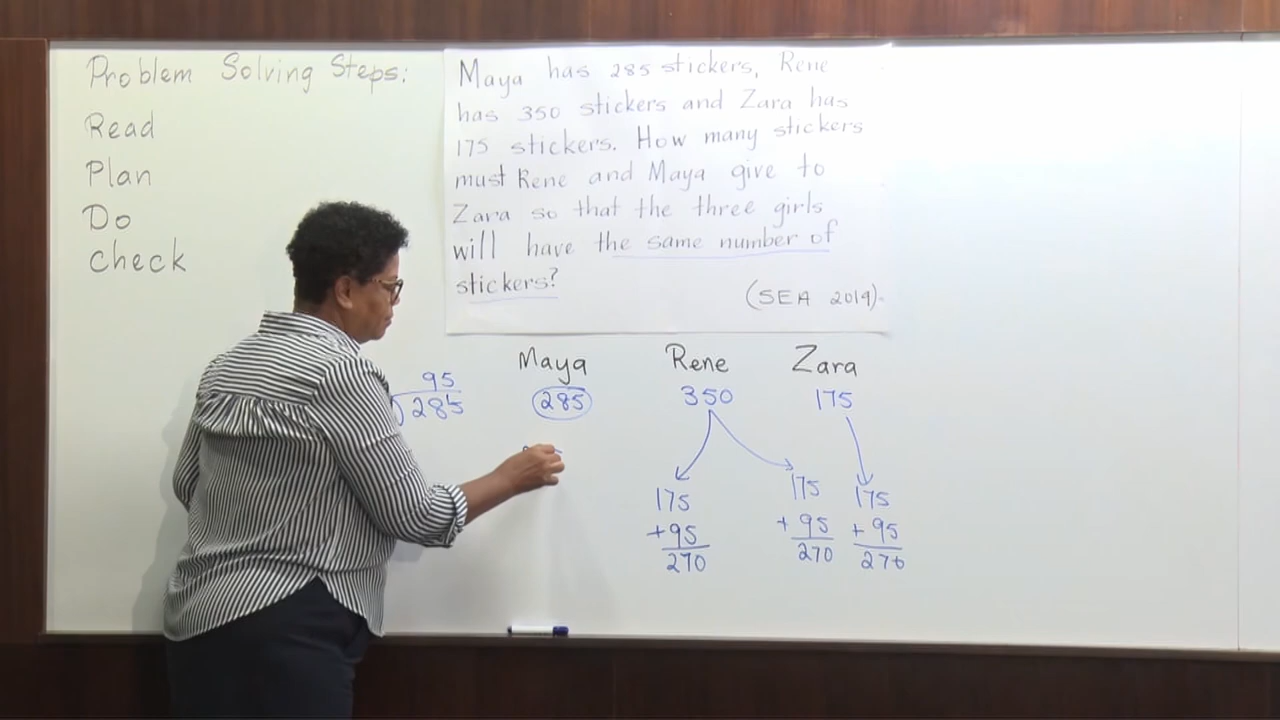 Problem Solving Steps:
Read
Plan
Do
check
Maya has 285 stickers, Rene
has 350 stickers and Zara has
175 stickers. How many stickers
must Rene and Maya give to
Zara so that the three girls
will have the same number of
stickers?
(SEA 2019).
Maya Rene Zara
95
285
285 350 175
175 175 175
+95 +95 +95
270 270 270